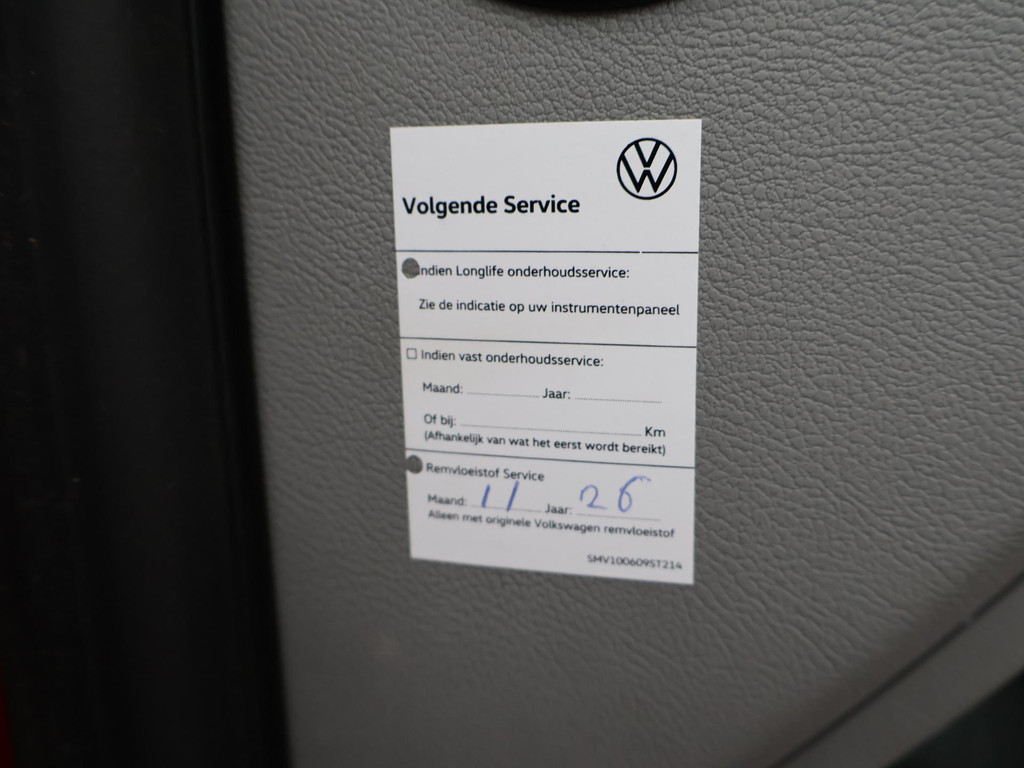 Volgende Service
Indien Longlife onderhoudsservice:
Zie de indicatie op uw instrumentenpaneel
Indien vast onderhoudsservice:
Maand: Jaar:
Of bij: Km
(Afhankelijk van wat het eerst wordt bereikt)
Remvloeistof Service
Maand: 11 Jaar: 26
Alleen met originele Volkswagen remvloeistof
SMV100609ST214